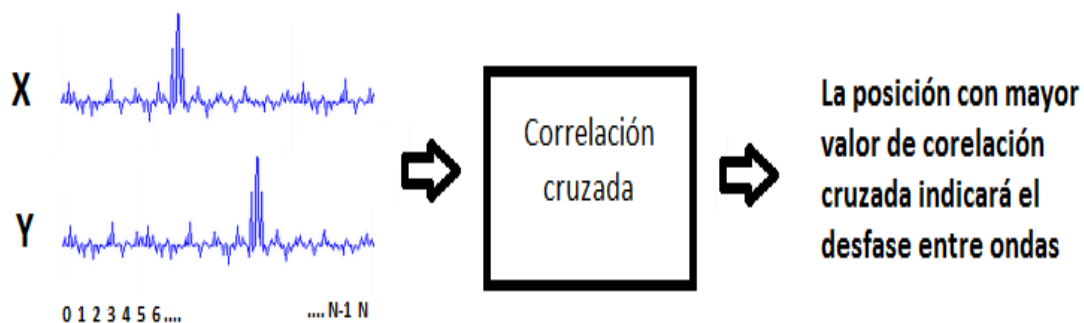 X
Y
0 1 2 3 4 5 6 .... .... N-1 N
Correlación
cruzada
La posición con mayor
valor de corelación
cruzada indicará el
desfase entre ondas